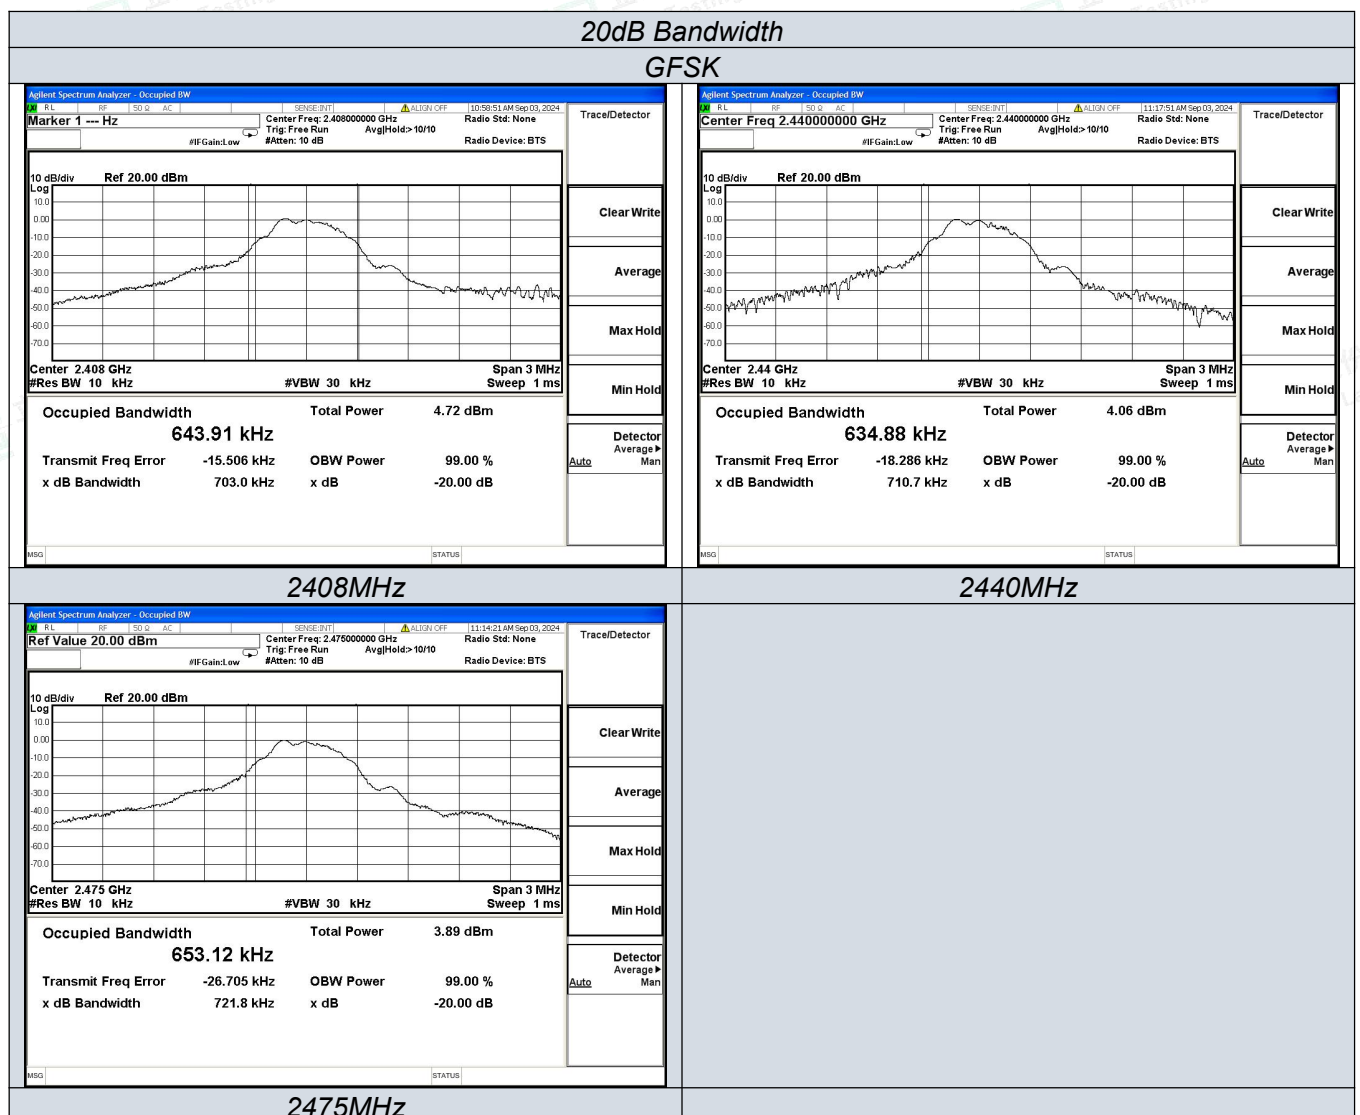 20dB Bandwidth
GFSK
Agilent Spectrum Analyzer - Occupied BW
LXI RL RF 50 Ω AC SENSE:INT ALIGN OFF 10:58:51 AM Sep 03, 2024
Marker 1 --- Hz
Center Freq: 2.408000000 GHz Radio Std: None
Trig: Free Run Avg|Hold:> 10/10
#IFGain:Low #Atten: 10 dB Radio Device: BTS
10 dB/div Ref 20.00 dBm
Log
10.0
0.00
-10.0
-20.0
-30.0
-40.0
-50.0
-60.0
-70.0
Center 2.408 GHz Span 3 MHz
#Res BW 10 kHz #VBW 30 kHz Sweep 1 ms
Occupied Bandwidth Total Power 4.72 dBm
643.91 kHz
Transmit Freq Error -15.506 kHz OBW Power 99.00 %
x dB Bandwidth 703.0 kHz x dB -20.00 dB
MSG STATUS
Trace/Detector
Clear Write
Average
Max Hold
Min Hold
Detector
Average
Auto Man
2408MHz
Agilent Spectrum Analyzer - Occupied BW
LXI RL RF 50 Ω AC SENSE:INT ALIGN OFF 11:17:51 AM Sep 03, 2024
Center Freq 2.440000000 GHz
Center Freq: 2.440000000 GHz Radio Std: None
Trig: Free Run Avg|Hold:> 10/10
#IFGain:Low #Atten: 10 dB Radio Device: BTS
10 dB/div Ref 20.00 dBm
Log
10.0
0.00
-10.0
-20.0
-30.0
-40.0
-50.0
-60.0
-70.0
Center 2.44 GHz Span 3 MHz
#Res BW 10 kHz #VBW 30 kHz Sweep 1 ms
Occupied Bandwidth Total Power 4.06 dBm
634.88 kHz
Transmit Freq Error -18.286 kHz OBW Power 99.00 %
x dB Bandwidth 710.7 kHz x dB -20.00 dB
MSG STATUS
Trace/Detector
Clear Write
Average
Max Hold
Min Hold
Detector
Average
Auto Man
2440MHz
Agilent Spectrum Analyzer - Occupied BW
LXI RL RF 50 Ω AC SENSE:INT ALIGN OFF 11:14:21 AM Sep 03, 2024
Ref Value 20.00 dBm
Center Freq: 2.475000000 GHz Radio Std: None
Trig: Free Run Avg|Hold:> 10/10
#IFGain:Low #Atten: 10 dB Radio Device: BTS
10 dB/div Ref 20.00 dBm
Log
10.0
0.00
-10.0
-20.0
-30.0
-40.0
-50.0
-60.0
-70.0
Center 2.475 GHz Span 3 MHz
#Res BW 10 kHz #VBW 30 kHz Sweep 1 ms
Occupied Bandwidth Total Power 3.89 dBm
653.12 kHz
Transmit Freq Error -26.705 kHz OBW Power 99.00 %
x dB Bandwidth 721.8 kHz x dB -20.00 dB
MSG STATUS
Trace/Detector
Clear Write
Average
Max Hold
Min Hold
Detector
Average
Auto Man
2475MHz